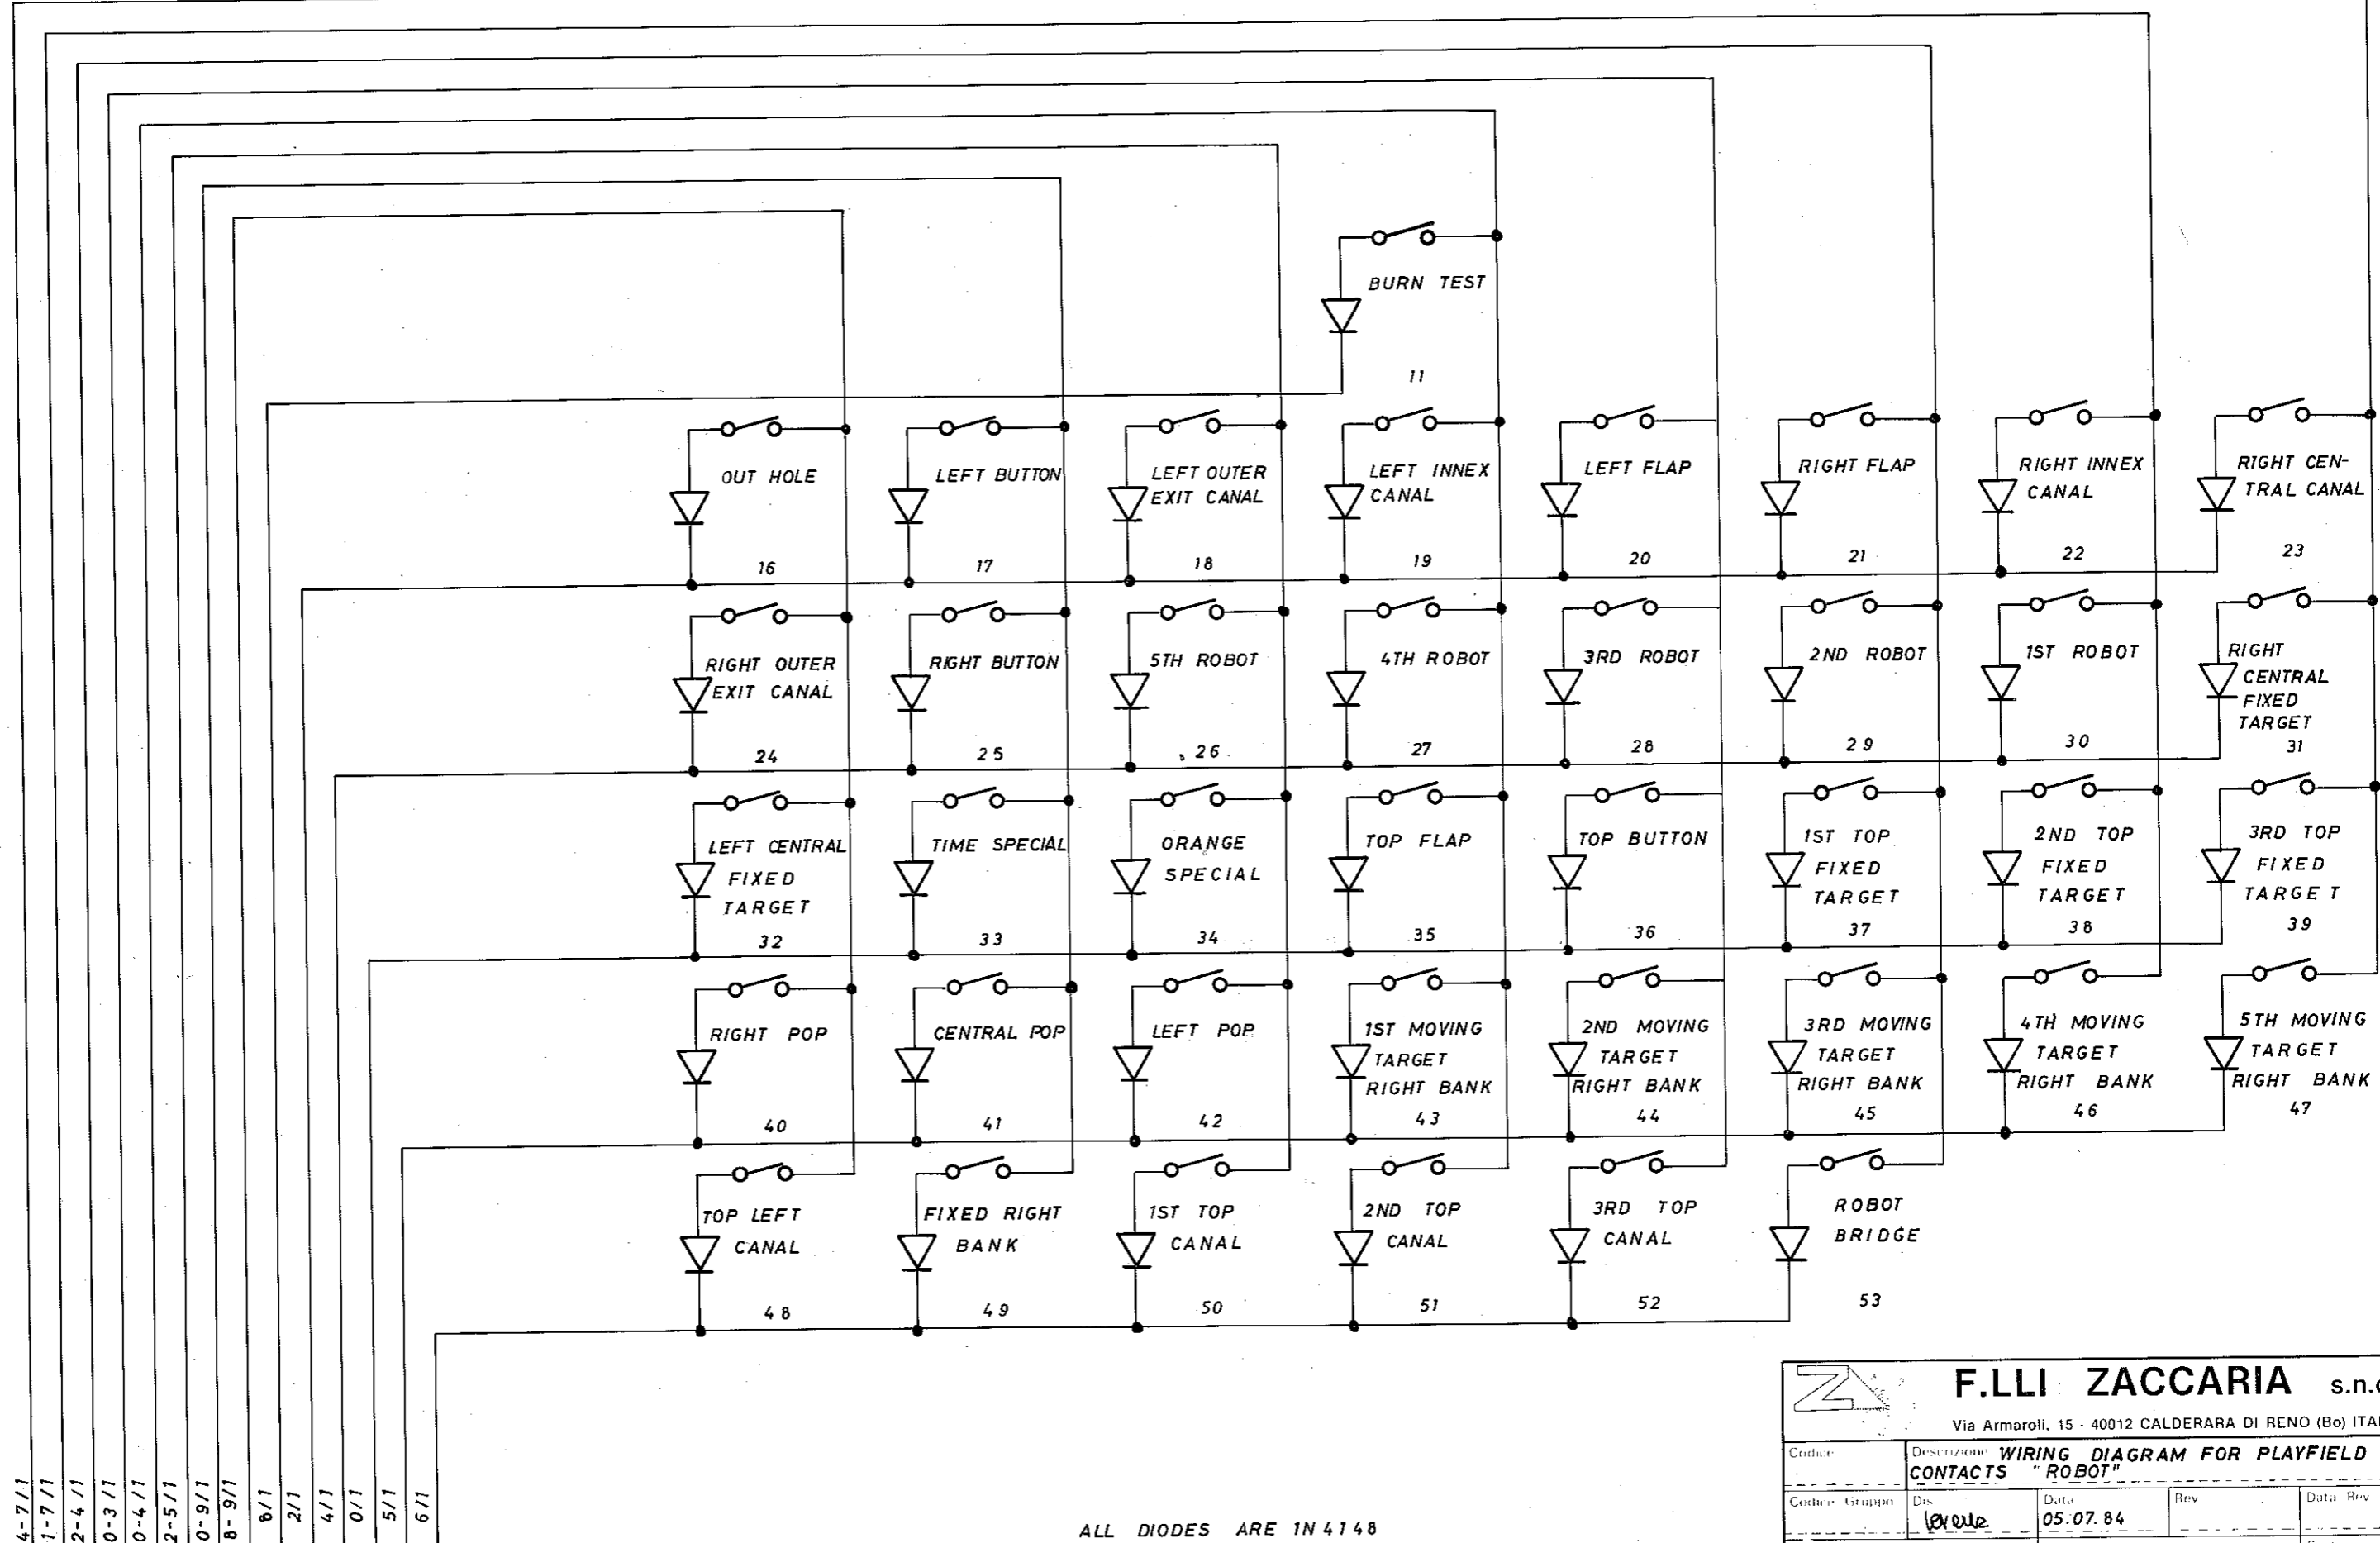 BURN TEST
11
OUT HOLE
LEFT BUTTON
LEFT OUTER
EXIT CANAL
LEFT INNEX
CANAL
LEFT FLAP
RIGHT FLAP
RIGHT INNEX
CANAL
RIGHT CEN-
TRAL CANAL
16
17
18
19
20
21
22
23
RIGHT OUTER
EXIT CANAL
RIGHT BUTTON
5TH ROBOT
4TH ROBOT
3RD ROBOT
2ND ROBOT
1ST ROBOT
RIGHT
CENTRAL
FIXED
TARGET
24
25
26
27
28
29
30
31
LEFT CENTRAL
FIXED
TARGET
TIME SPECIAL
ORANGE
SPECIAL
TOP FLAP
TOP BUTTON
1ST TOP
FIXED
TARGET
2ND TOP
FIXED
TARGET
3RD TOP
FIXED
TARGET
32
33
34
35
36
37
38
39
RIGHT POP
CENTRAL POP
LEFT POP
1ST MOVING
TARGET
RIGHT BANK
2ND MOVING
TARGET
RIGHT BANK
3RD MOVING
TARGET
RIGHT BANK
4TH MOVING
TARGET
RIGHT BANK
5TH MOVING
TARGET
RIGHT BANK
40
41
42
43
44
45
46
47
TOP LEFT
CANAL
FIXED RIGHT
BANK
1ST TOP
CANAL
2ND TOP
CANAL
3RD TOP
CANAL
ROBOT
BRIDGE
48
49
50
51
52
53
4-7/1
1-7/1
2-4/1
0-3/1
0-4/1
2-5/1
0-9/1
8-9/1
8/1
2/1
4/1
0/1
5/1
6/1
ALL DIODES ARE 1N4148
F.LLI ZACCARIA s.n.c
Via Armaroli, 15 - 40012 CALDERARA DI RENO (Bo) ITA
Codice
Descrizione WIRING DIAGRAM FOR PLAYFIELD
CONTACTS "ROBOT"
Codice Gruppo
Dis
Data
05.07.84
Rev
Data Rev